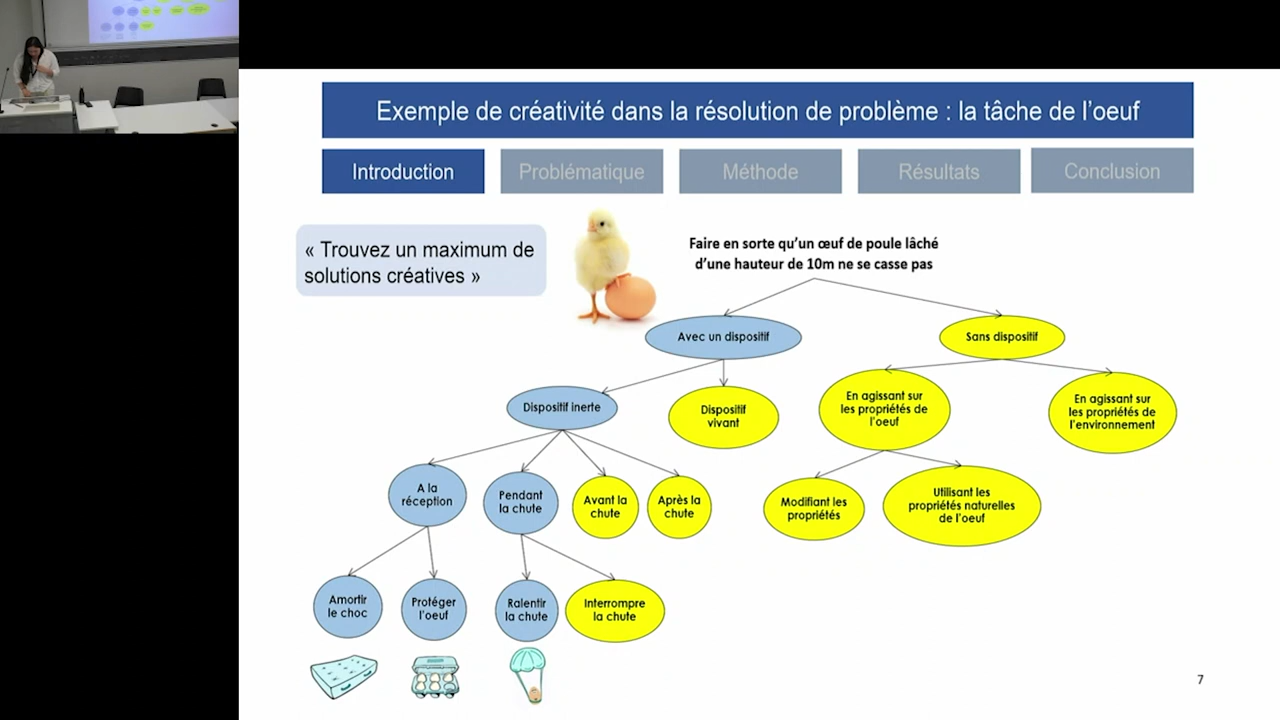 Exemple de créativité dans la résolution de problème : la tâche de l'oeuf
Introduction
Problématique
Méthode
Résultats
Conclusion
« Trouvez un maximum de
solutions créatives »
Faire en sorte qu'un œuf de poule lâché
d'une hauteur de 10m ne se casse pas
Avec un dispositif
Sans dispositif
Dispositif inerte
Dispositif
vivant
En agissant sur
les propriétés de
l'oeuf
En agissant sur
les propriétés de
l'environnement
A la
réception
Pendant
la chute
Avant la
chute
Après la
chute
Modifiant les
propriétés
Utilisant les
propriétés naturelles
de l'oeuf
Amortir
le choc
Protéger
l'oeuf
Ralentir
la chute
Interrompre
la chute
7